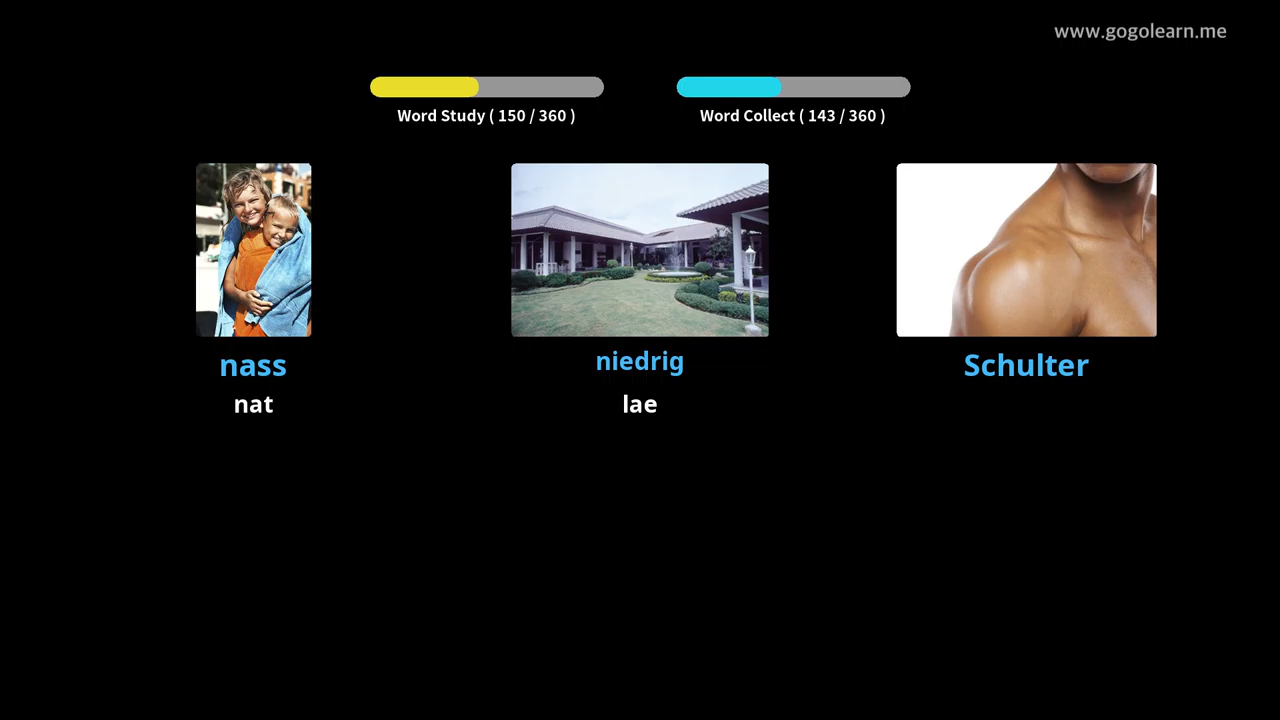 www.gogolearn.me
Word Study ( 150 / 360 )
Word Collect ( 143 / 360 )
nass
niedrig
Schulter
nat
lae